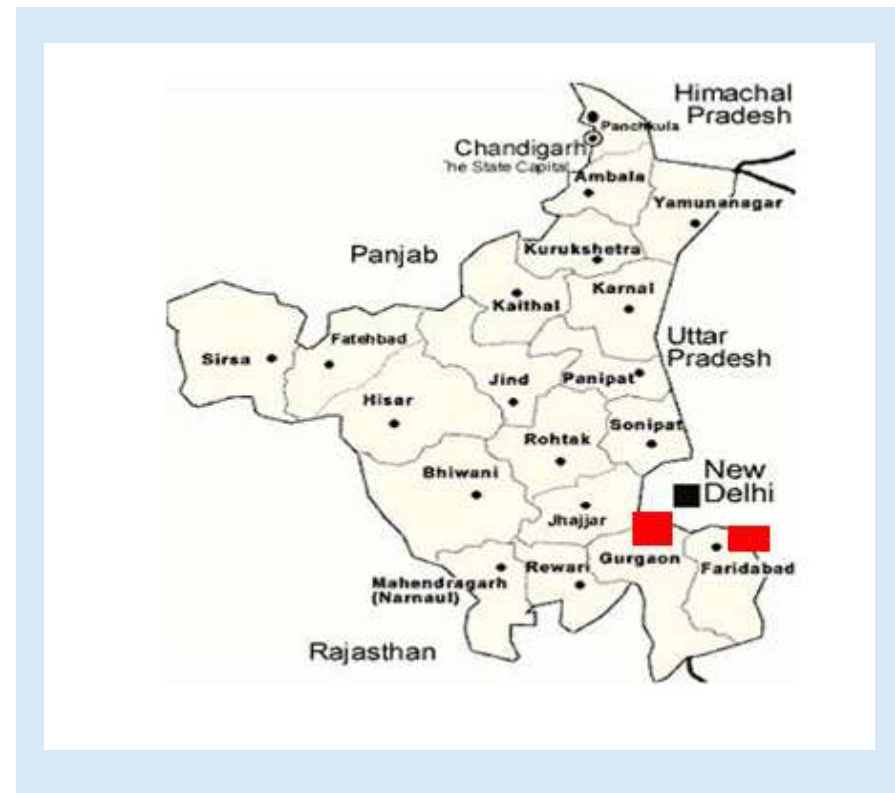 Himachal
Pradesh
Panchkula
Chandigarh
he State Capital
Ambala
Yamunanagar
Panjab
Kurukshetra
Karnal
Kaithal
Uttar
Pradesh
Fatehbad
Sirsa
Jind
Panipat
Hisar
Sonipat
Rohtak
Bhiwani
New
Delhi
Jhajjar
Gurgaon
Rewari
Faridabad
Mahendragarh
(Narnaul)
Rajasthan